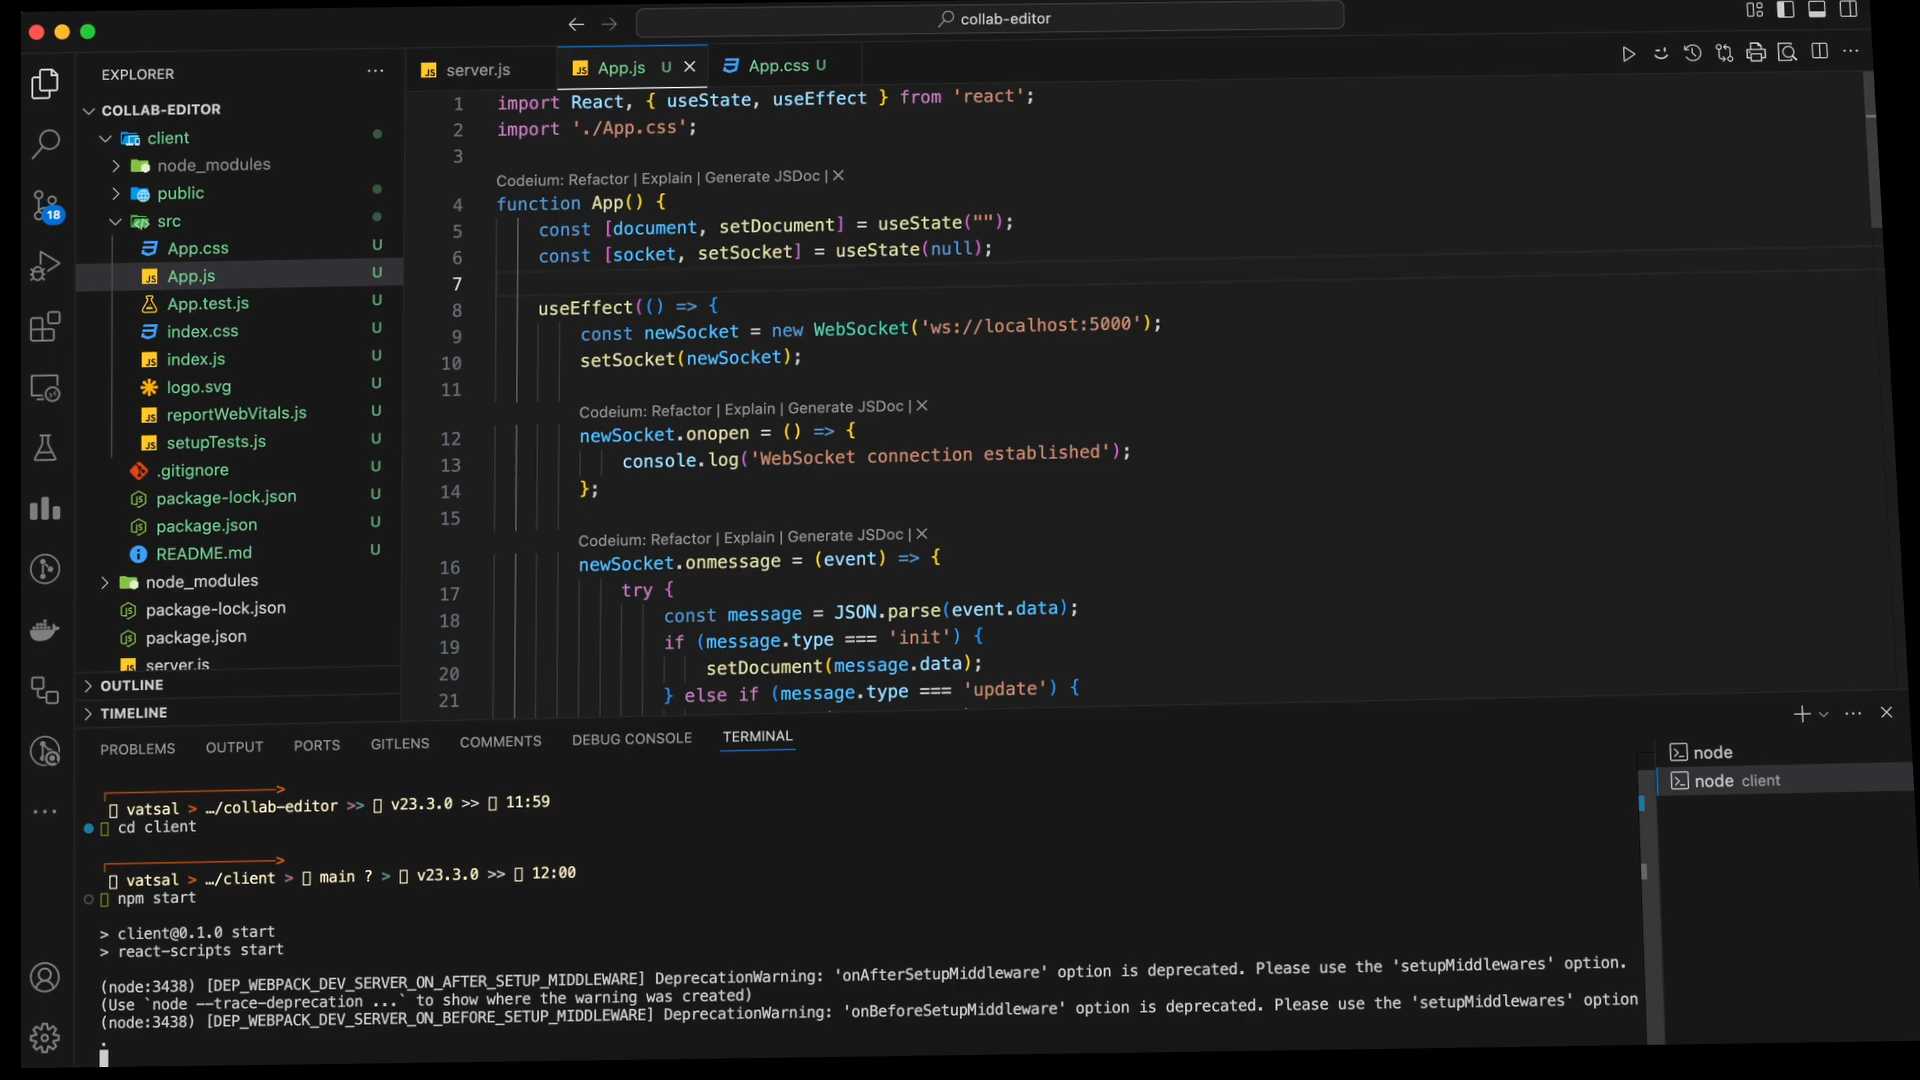 collab-editor
EXPLORER
COLLAB-EDITOR
client
node_modules
public
src
App.css U
App.js U
App.test.js U
index.css U
index.js U
logo.svg U
reportWebVitals.js U
setupTests.js U
.gitignore U
package-lock.json U
package.json U
README.md U
node_modules
package-lock.json
package.json
server.js
OUTLINE
TIMELINE
18
server.js
App.js U
App.css U
1 import React, { useState, useEffect } from 'react';
2 import './App.css';
3
Codeium: Refactor | Explain | Generate JSDoc | ✕
4 function App() {
5 const [document, setDocument] = useState("");
6 const [socket, setSocket] = useState(null);
7
8 useEffect(() => {
9 const newSocket = new WebSocket('ws://localhost:5000');
10 setSocket(newSocket);
11
Codeium: Refactor | Explain | Generate JSDoc | ✕
12 newSocket.onopen = () => {
13 console.log('WebSocket connection established');
14 };
15
Codeium: Refactor | Explain | Generate JSDoc | ✕
16 newSocket.onmessage = (event) => {
17 try {
18 const message = JSON.parse(event.data);
19 if (message.type === 'init') {
20 setDocument(message.data);
21 } else if (message.type === 'update') {
PROBLEMS OUTPUT PORTS GITLENS COMMENTS DEBUG CONSOLE TERMINAL
vatsal > …/collab-editor >> v23.3.0 >> 11:59
cd client
vatsal > …/client > main ? > v23.3.0 >> 12:00
npm start
> client@0.1.0 start
> react-scripts start
(node:3438) [DEP_WEBPACK_DEV_SERVER_ON_AFTER_SETUP_MIDDLEWARE] DeprecationWarning: 'onAfterSetupMiddleware' option is deprecated. Please use the 'setupMiddlewares' option.
(Use `node --trace-deprecation ...` to show where the warning was created)
(node:3438) [DEP_WEBPACK_DEV_SERVER_ON_BEFORE_SETUP_MIDDLEWARE] DeprecationWarning: 'onBeforeSetupMiddleware' option is deprecated. Please use the 'setupMiddlewares' option
.
node
node client